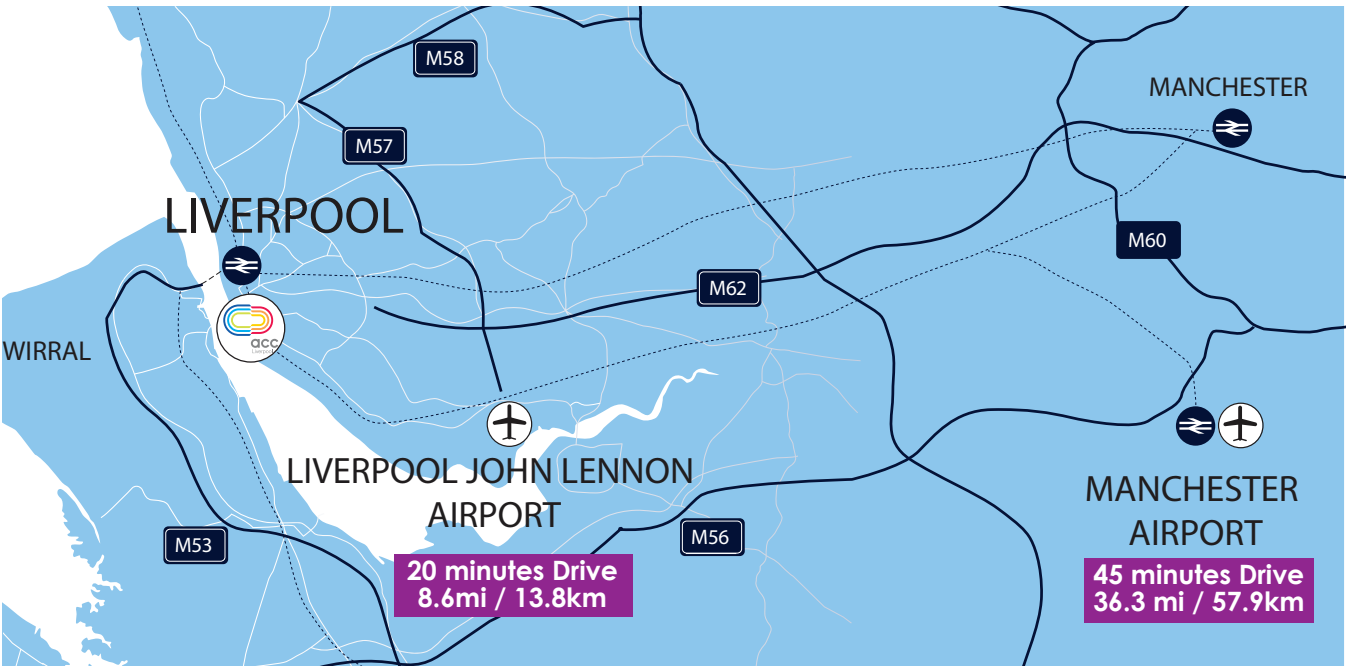 M58
MANCHESTER
M57
LIVERPOOL
M60
M62
acc
Liverpool
WIRRAL
LIVERPOOL JOHN LENNON
AIRPORT
20 minutes Drive
8.6mi / 13.8km
MANCHESTER
AIRPORT
45 minutes Drive
36.3 mi / 57.9km
M53
M56